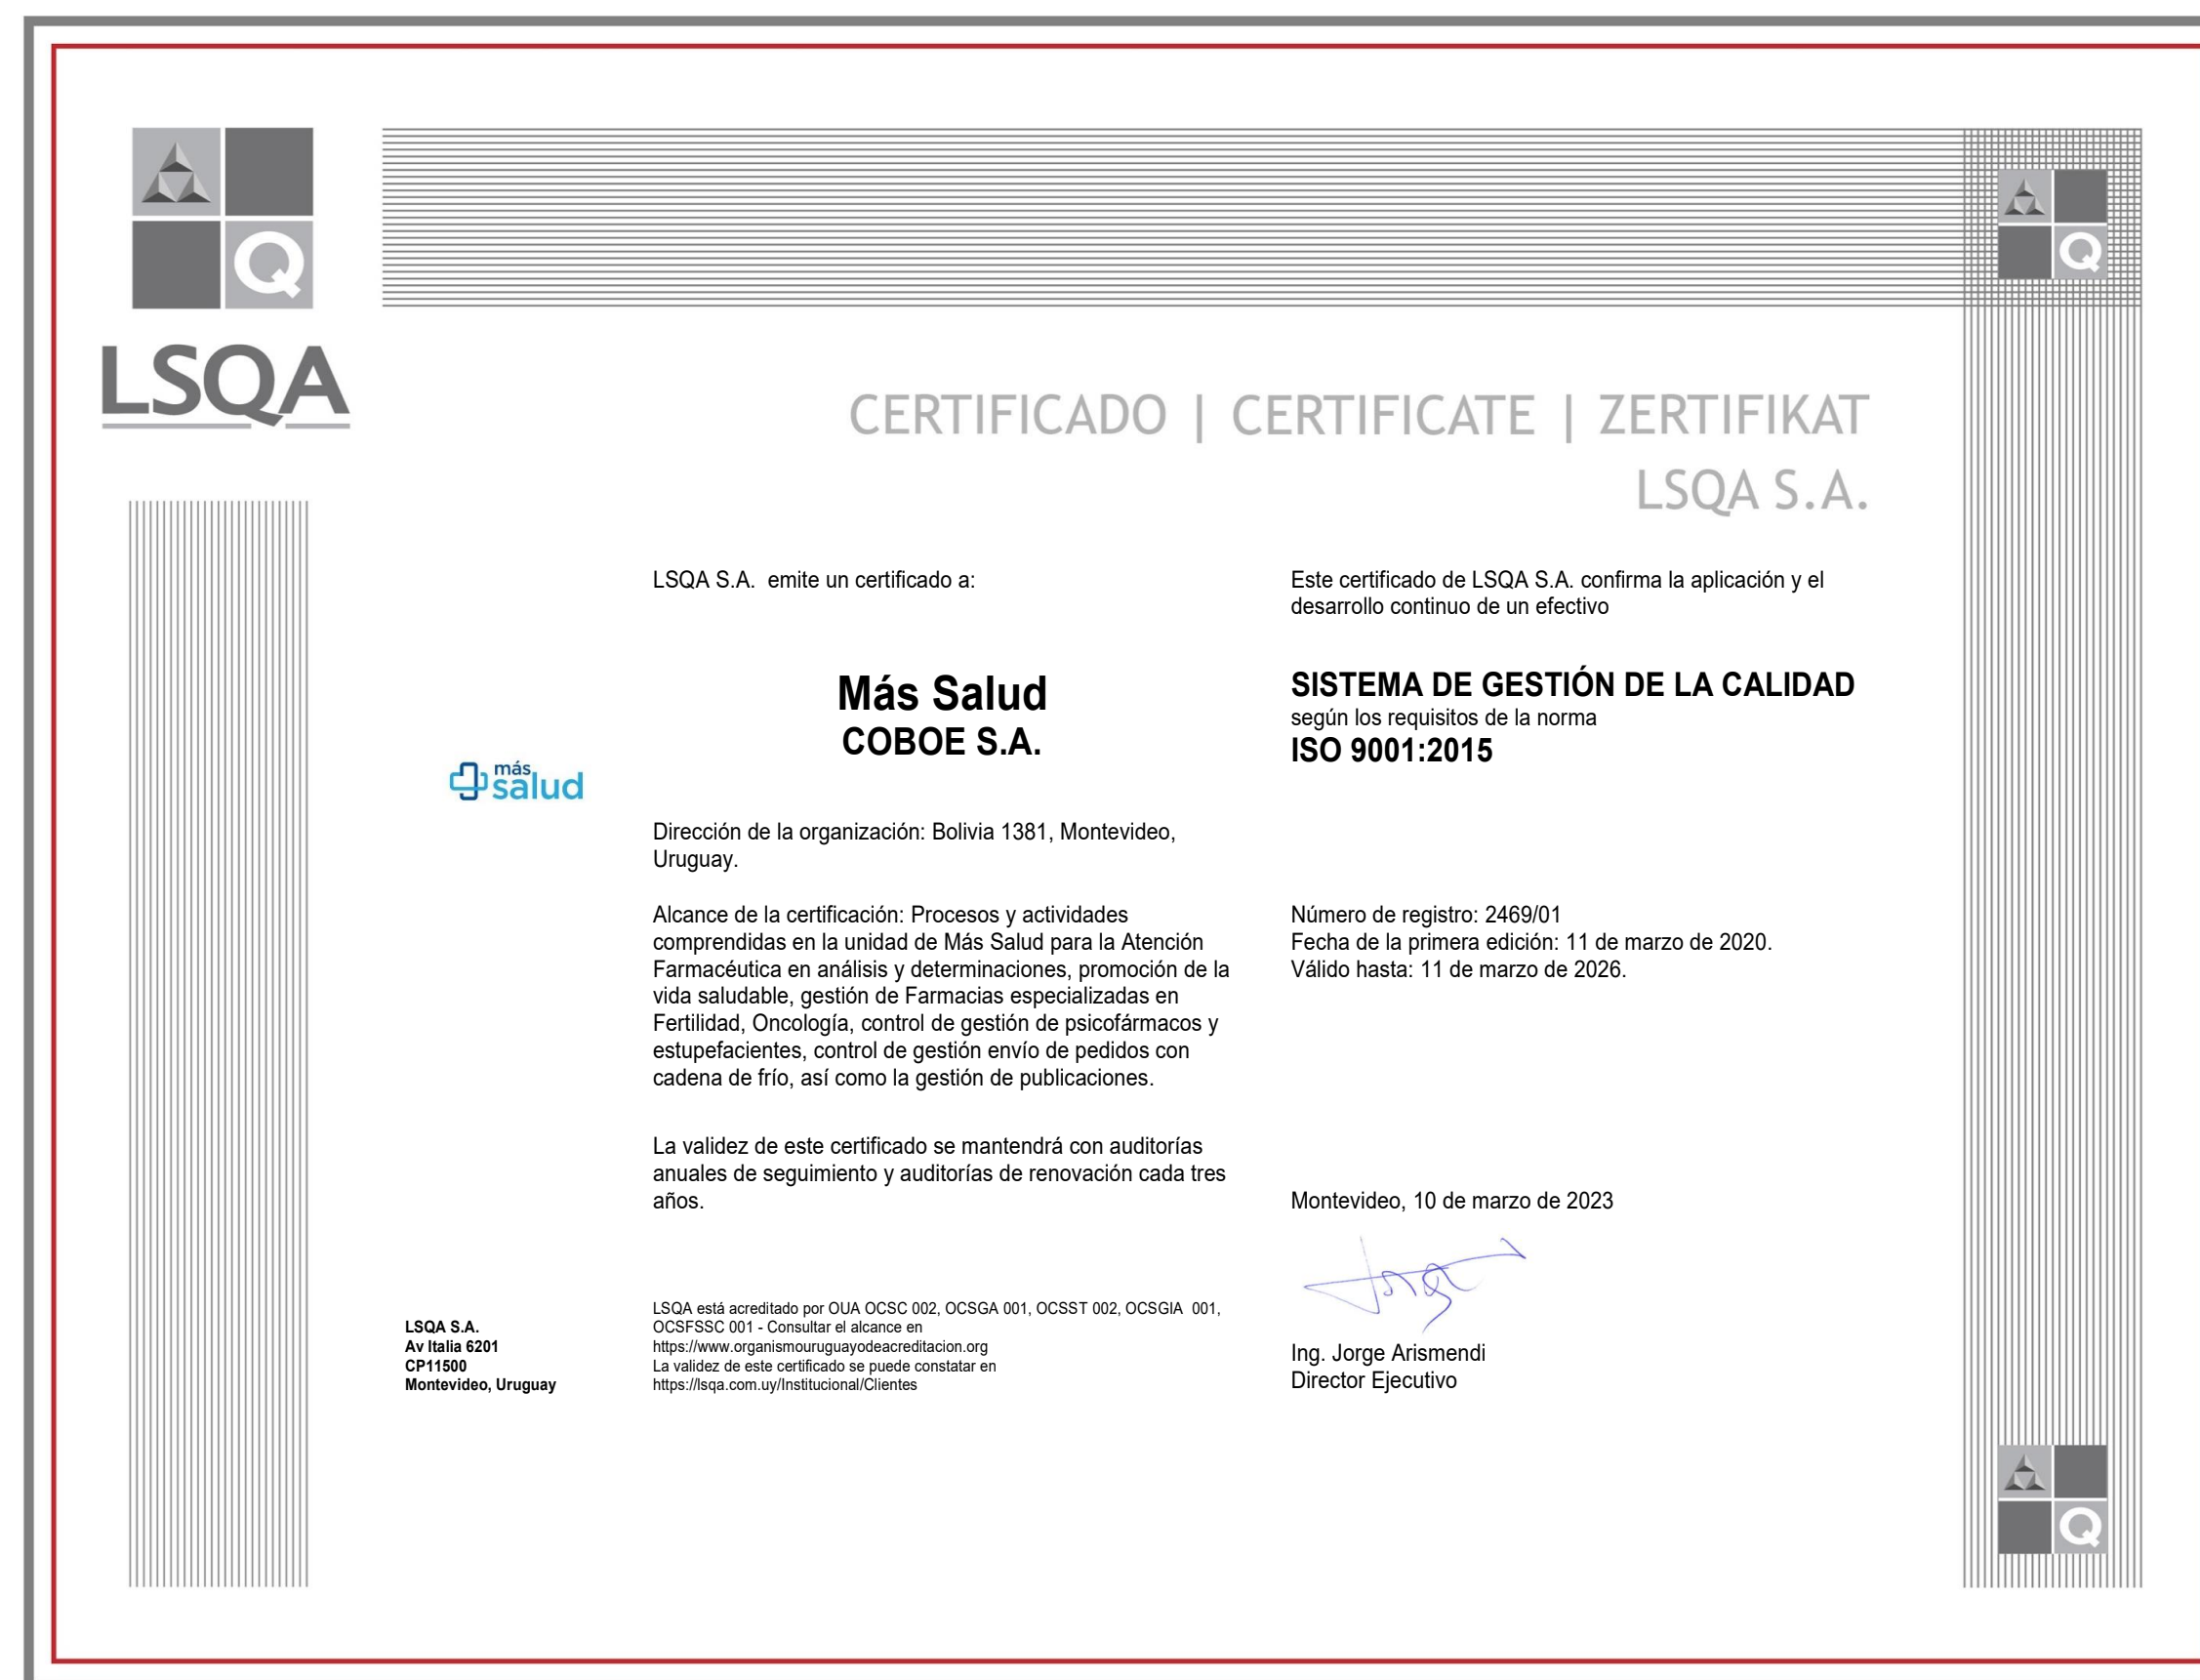 LSQA
CERTIFICADO | CERTIFICATE | ZERTIFIKAT
LSQA S.A.
LSQA S.A.  emite un certificado a:
Más Salud
COBOE S.A.
más
salud
Dirección de la organización: Bolivia 1381, Montevideo,
Uruguay.
Alcance de la certificación: Procesos y actividades
comprendidas en la unidad de Más Salud para la Atención
Farmacéutica en análisis y determinaciones, promoción de la
vida saludable, gestión de Farmacias especializadas en
Fertilidad, Oncología, control de gestión de psicofármacos y
estupefacientes, control de gestión envío de pedidos con
cadena de frío, así como la gestión de publicaciones.
La validez de este certificado se mantendrá con auditorías
anuales de seguimiento y auditorías de renovación cada tres
años.
Este certificado de LSQA S.A. confirma la aplicación y el
desarrollo continuo de un efectivo
SISTEMA DE GESTIÓN DE LA CALIDAD
según los requisitos de la norma
ISO 9001:2015
Número de registro: 2469/01
Fecha de la primera edición: 11 de marzo de 2020.
Válido hasta: 11 de marzo de 2026.
Montevideo, 10 de marzo de 2023
Ing. Jorge Arismendi
Director Ejecutivo
LSQA S.A.
Av Italia 6201
CP11500
Montevideo, Uruguay
LSQA está acreditado por OUA OCSC 002, OCSGA 001, OCSST 002, OCSGIA  001,
OCSFSSC 001 - Consultar el alcance en
https://www.organismouruguayodeacreditacion.org
La validez de este certificado se puede constatar en
https://lsqa.com.uy/Institucional/Clientes
Q
Q
Q